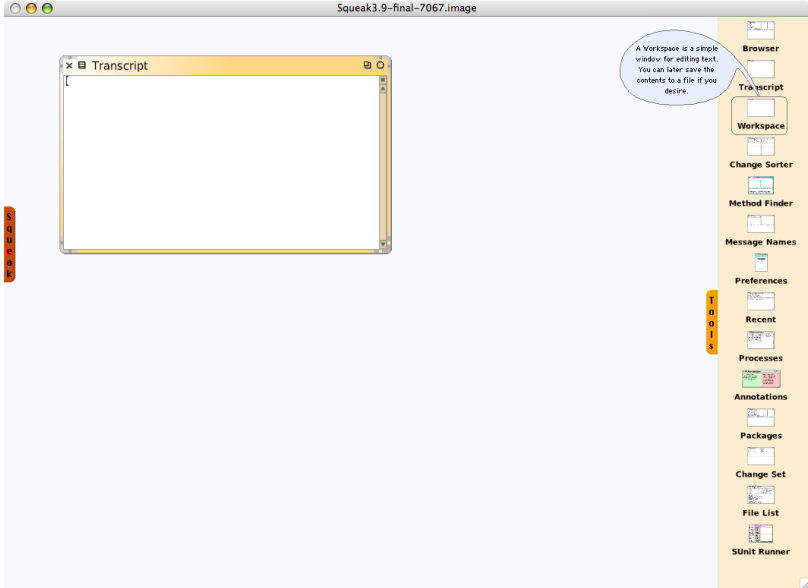 Squeak3.9-final-7067.image
Transcript
A Workspace is a simple
window for editing text.
You can later save the
contents to a file if you
desire.
Browser
Transcript
Workspace
Change Sorter
Method Finder
Message Names
Preferences
Recent
Processes
Annotations
Packages
Change Set
File List
SUnit Runner
Squeak
Tools